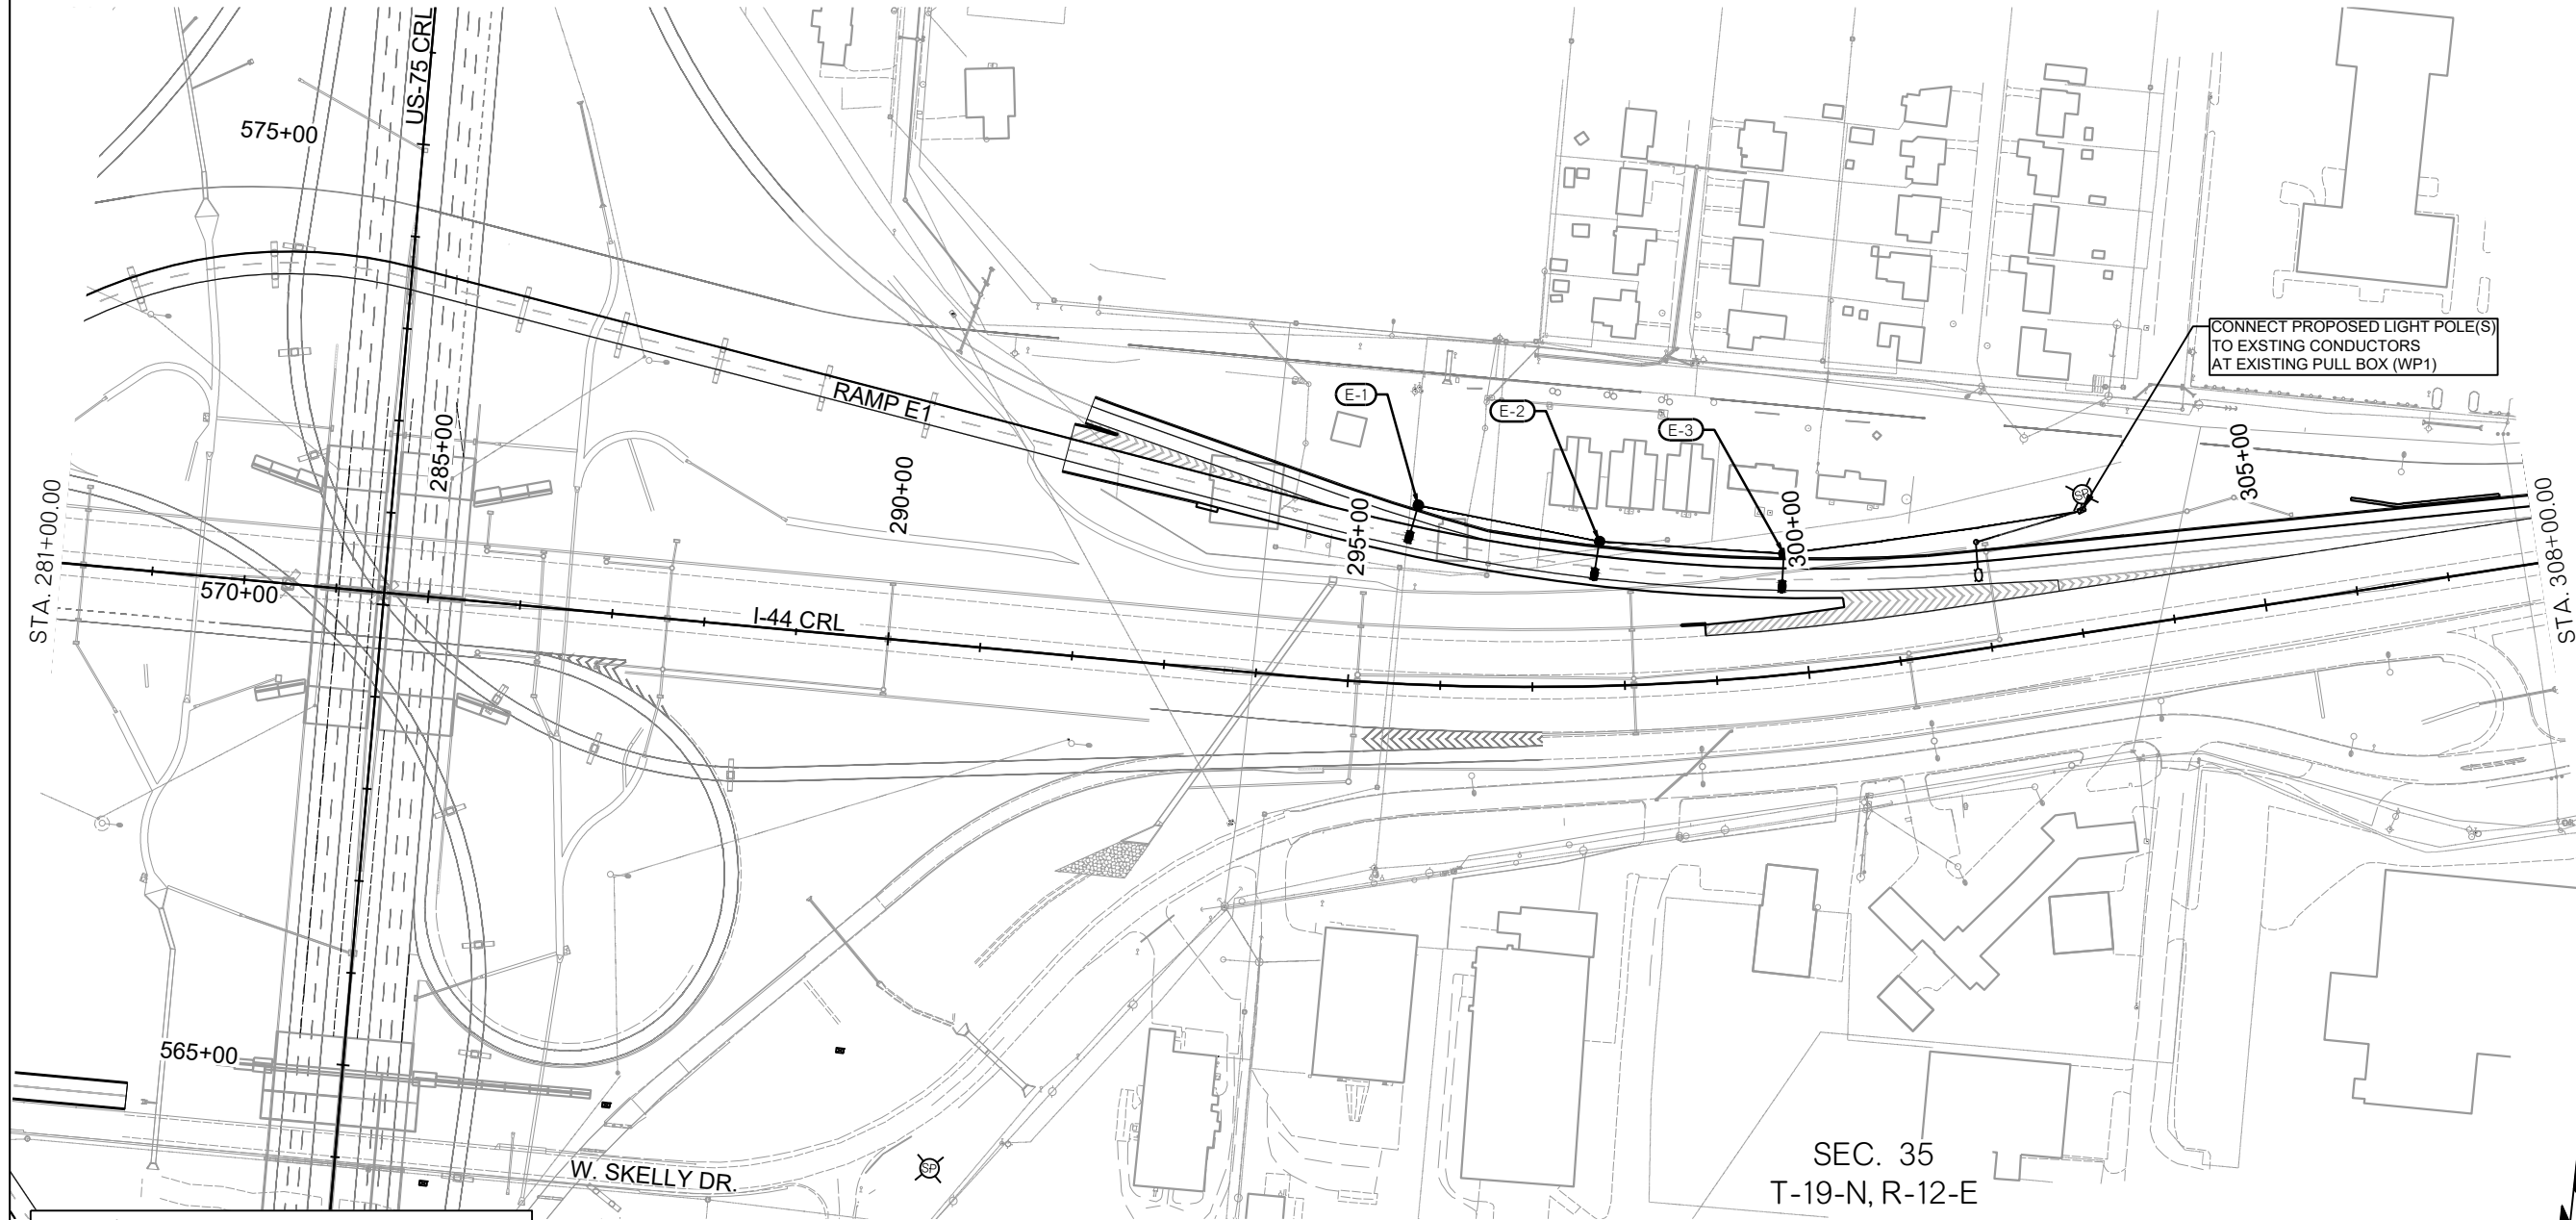 US-75 CRL
575+00
CONNECT PROPOSED LIGHT POLE(S)
TO EXSTING CONDUCTORS
AT EXISTING PULL BOX (WP1)
RAMP E1
E-1
E-2
E-3
285+00
290+00
295+00
300+00
305+00
STA. 281+00.00
STA. 308+00.00
SP
570+00
I-44 CRL
565+00
W. SKELLY DR.
SP
SEC. 35
T-19-N, R-12-E